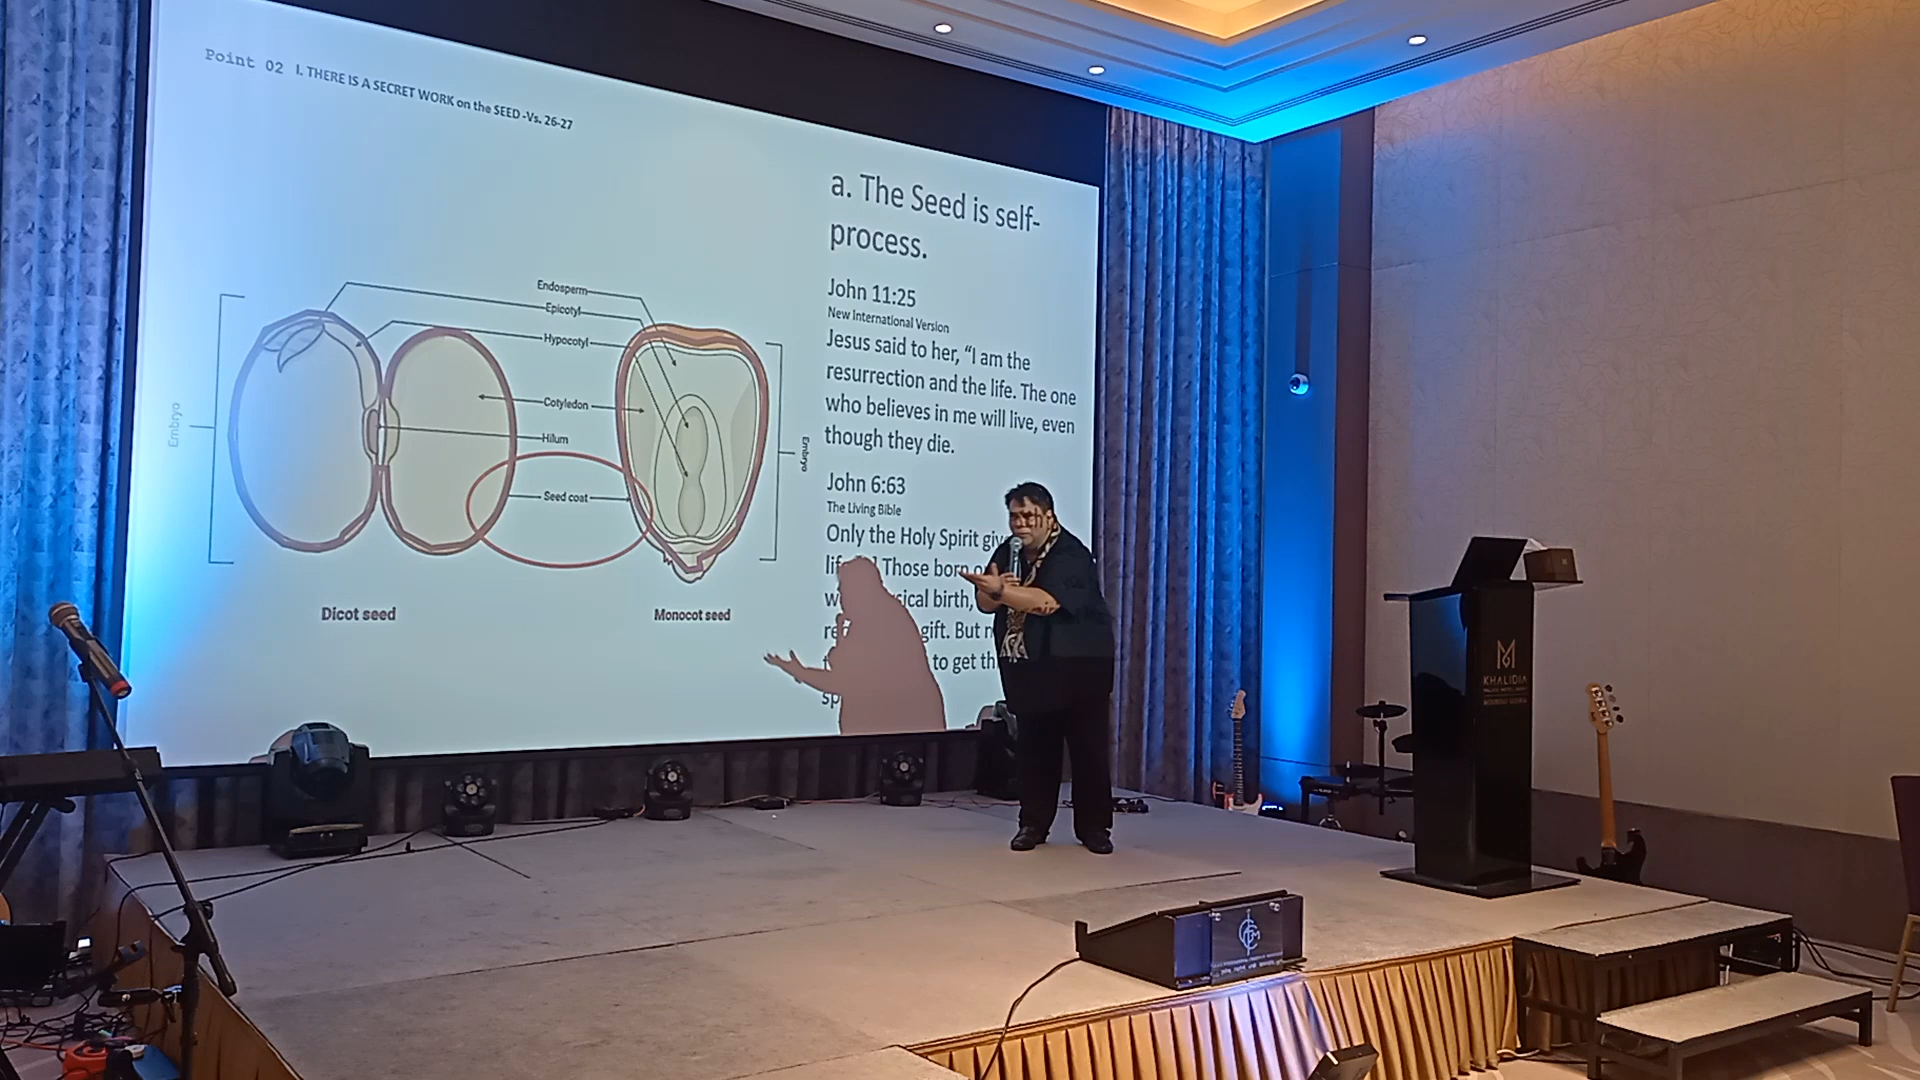 Point 02 I. THERE IS A SECRET WORK on the SEED -Vs. 26-27
a. The Seed is self-
process.
John 11:25
New International Version
Jesus said to her, “I am the
resurrection and the life. The one
who believes in me will live, even
though they die.
John 6:63
The Living Bible
Only the Holy Spirit
Those born
birth,
gift. But
to get
Endosperm
Epicotyl
Hypocotyl
Cotyledon
Hilum
Seed coat
Embryo
Embryo
Dicot seed
Monocot seed
KHALIDIA